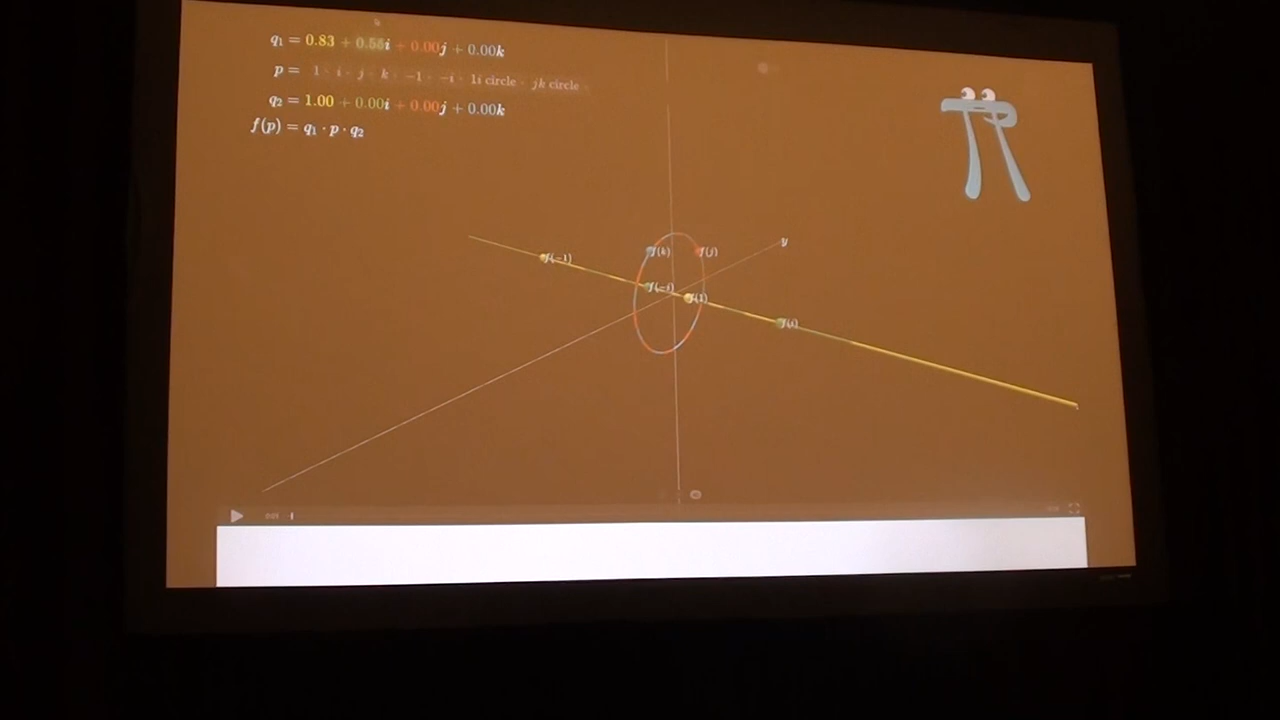 q₁ = 0.83 + 0.55i + 0.00j + 0.00k
p = 1 · i · j · k · −1 · −i · 1i circle · jk circle
q₂ = 1.00 + 0.00i + 0.00j + 0.00k
f(p) = q₁ · p · q₂
y
f(k) f(j)
f(−1)
f(−i) f(1)
f(i)